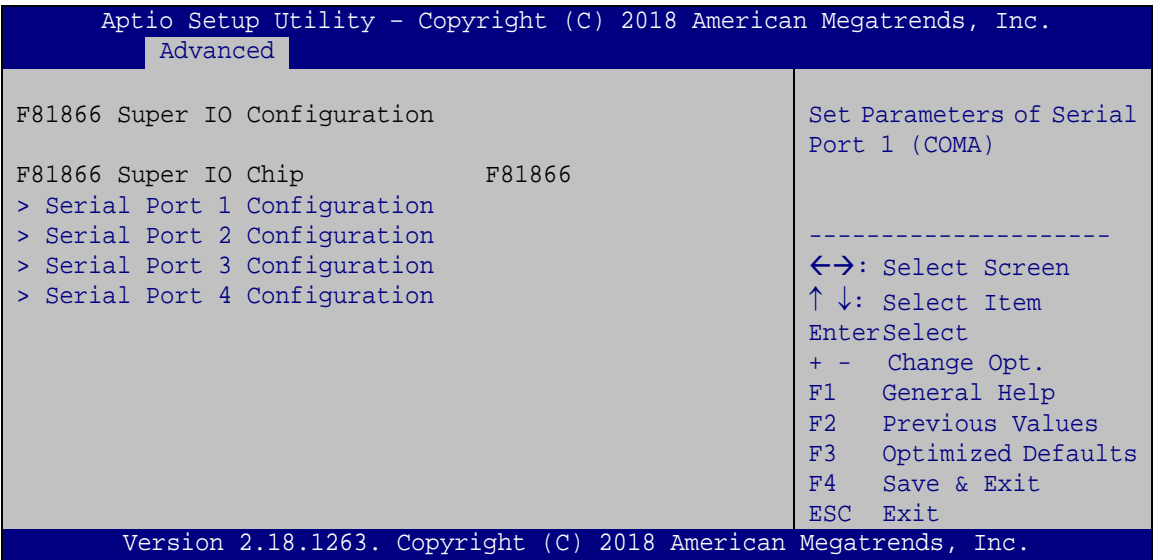 Aptio Setup Utility – Copyright (C) 2018 American Megatrends, Inc.
Advanced
F81866 Super IO Configuration
F81866 Super IO Chip F81866
> Serial Port 1 Configuration
> Serial Port 2 Configuration
> Serial Port 3 Configuration
> Serial Port 4 Configuration
Set Parameters of Serial
Port 1 (COMA)
---------------------
←→: Select Screen
↑ ↓: Select Item
EnterSelect
+ - Change Opt.
F1 General Help
F2 Previous Values
F3 Optimized Defaults
F4 Save & Exit
ESC Exit
Version 2.18.1263. Copyright (C) 2018 American Megatrends, Inc.